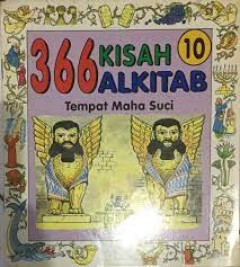 366 KISAH 10
ALKITAB
Tempat Maha Suci